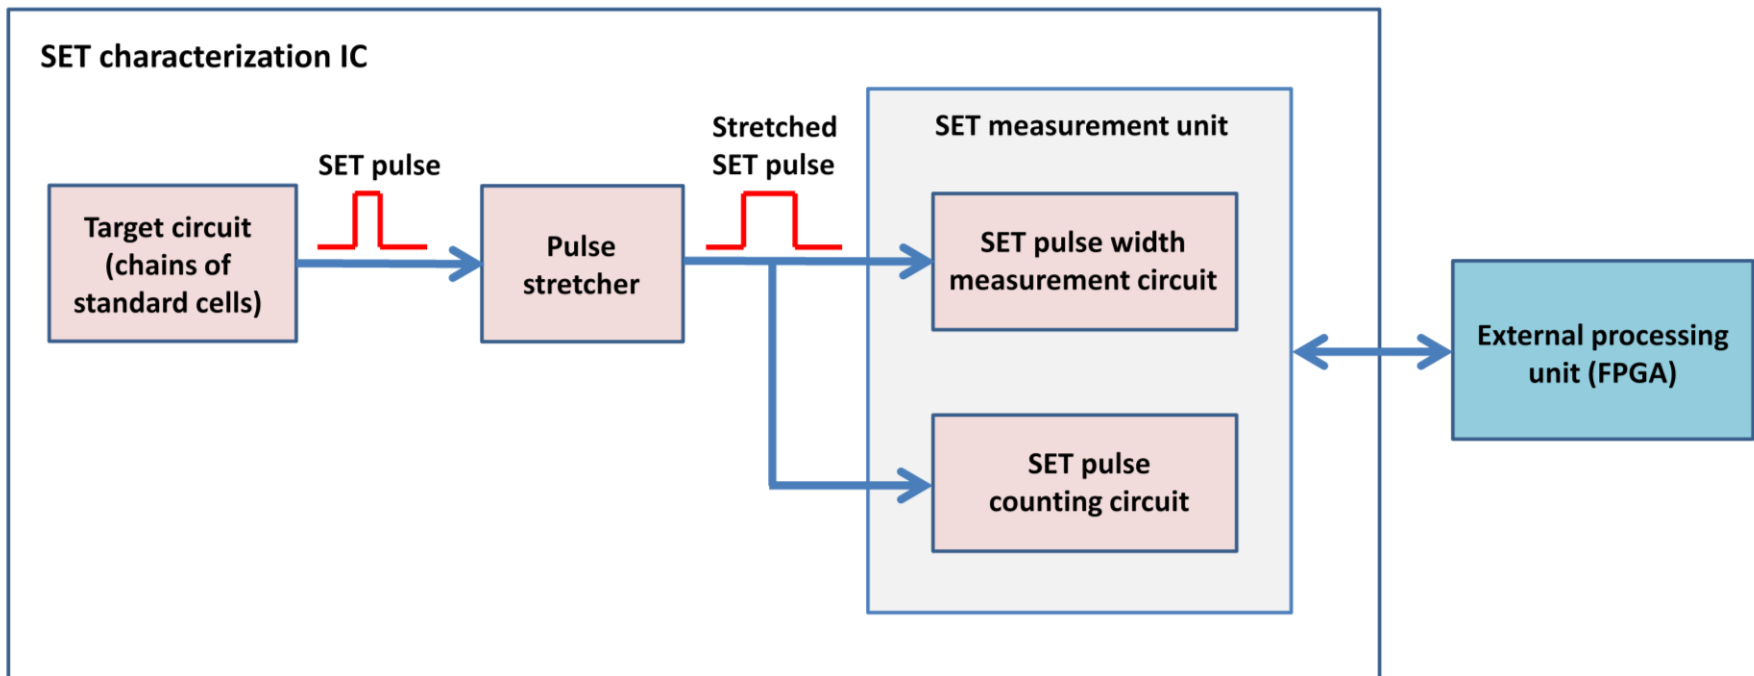 SET characterization IC
SET pulse
Stretched
SET pulse
SET measurement unit
Target circuit
(chains of
standard cells)
Pulse
stretcher
SET pulse width
measurement circuit
External processing
unit (FPGA)
SET pulse
counting circuit